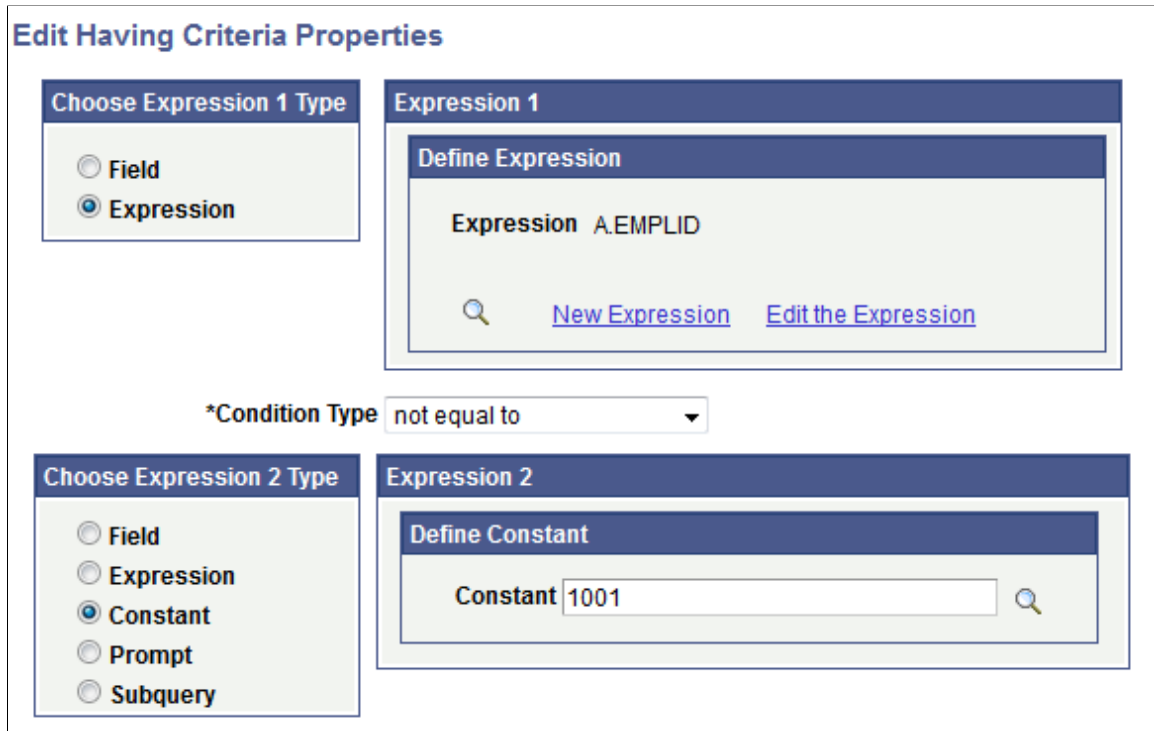 Edit Having Criteria Properties
Choose Expression 1 Type
Field
Expression
Expression 1
Define Expression
Expression A.EMPLID
New Expression Edit the Expression
*Condition Type not equal to
Choose Expression 2 Type
Field
Expression
Constant
Prompt
Subquery
Expression 2
Define Constant
Constant 1001